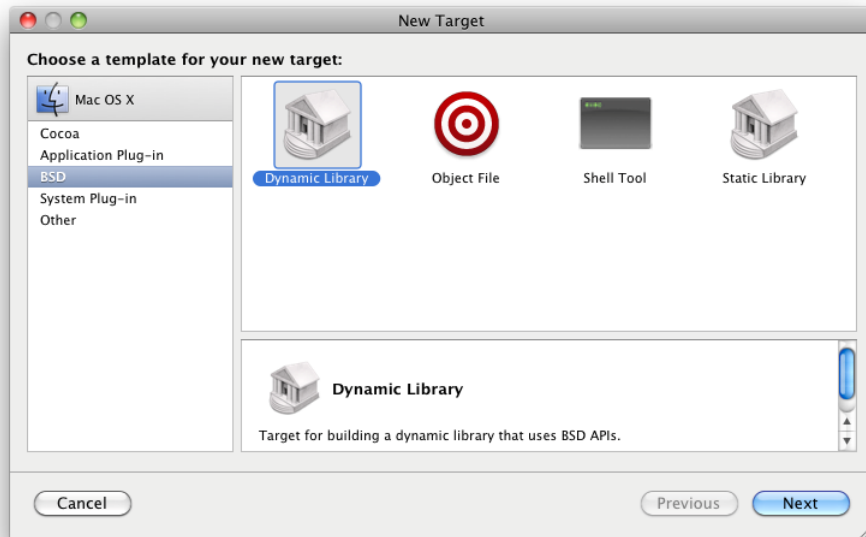 New Target
Choose a template for your new target:
Mac OS X
Cocoa
Application Plug-in
BSD
System Plug-in
Other
Dynamic Library
Object File
Shell Tool
Static Library
Dynamic Library
Target for building a dynamic library that uses BSD APIs.
Cancel
Previous
Next